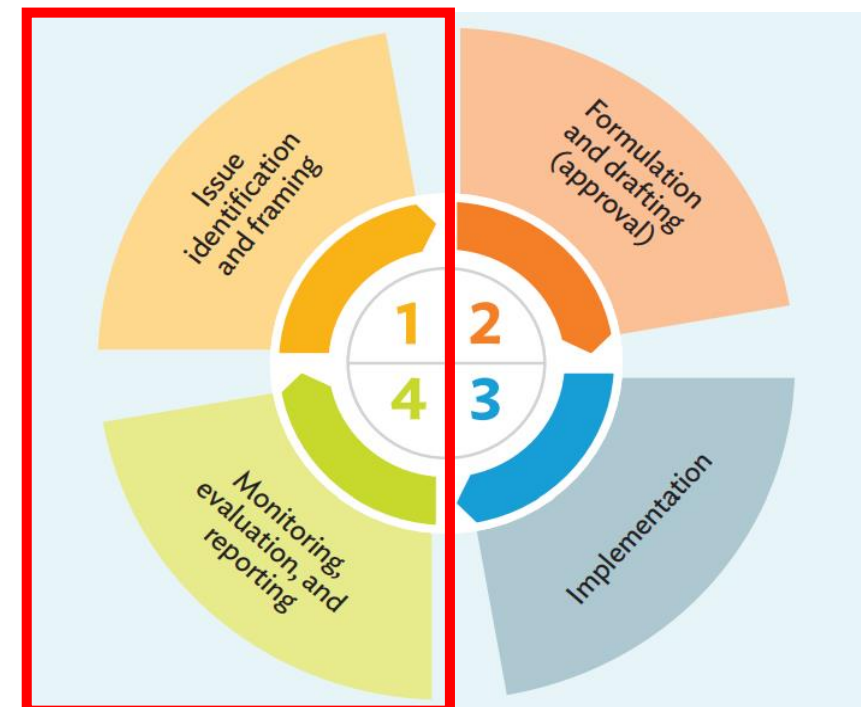 Issue
identification
and framing
Formulation
and drafting
(approval)
1
2
4
3
Monitoring,
evaluation, and
reporting
Implementation